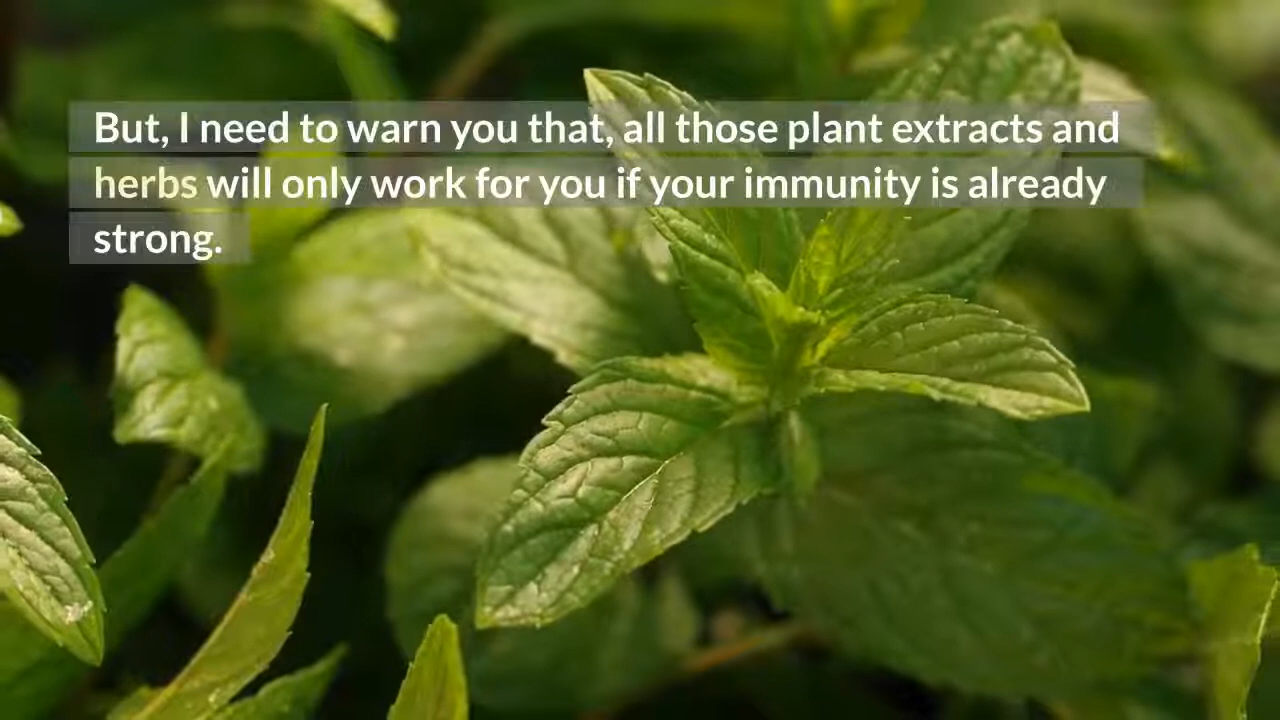 But, I need to warn you that, all those plant extracts and
herbs will only work for you if your immunity is already
strong.